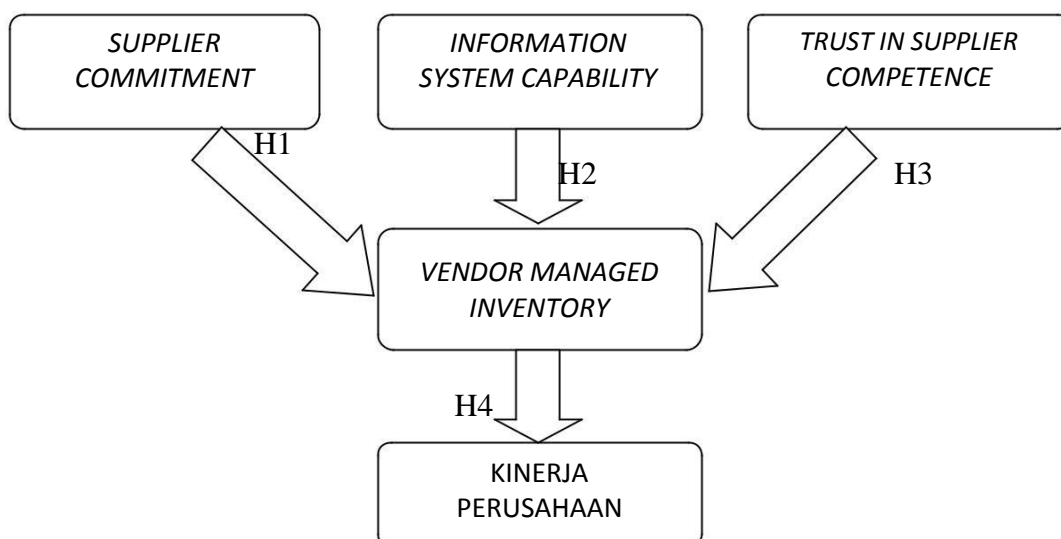 SUPPLIER
COMMITMENT
INFORMATION
SYSTEM CAPABILITY
TRUST IN SUPPLIER
COMPETENCE
H1
H2
H3
VENDOR MANAGED
INVENTORY
H4
KINERJA
PERUSAHAAN